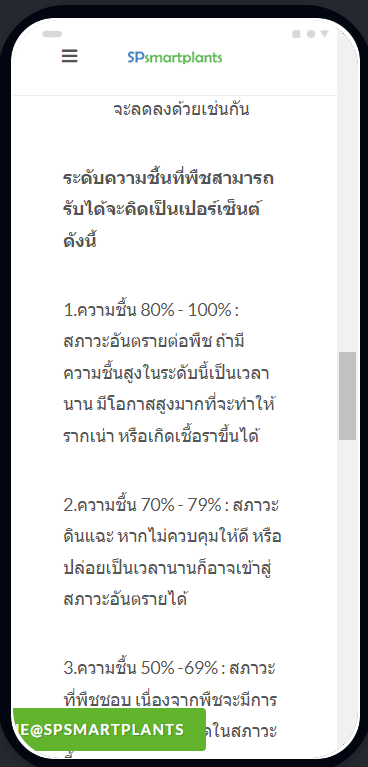 SPsmartplants
จะลดลงด้วยเช่นกัน
ระดับความชื้นที่พืชสามารถ
รับได้จะคิดเป็นเปอร์เซ็นต์
ดังนี้
1.ความชื้น 80% - 100% :
สภาวะอันตรายต่อพืช ถ้ามี
ความชื้นสูงในระดับนี้เป็นเวลา
นาน มีโอกาสสูงมากที่จะทำให้
รากเน่า หรือเกิดเชื้อราขึ้นได้
2.ความชื้น 70% - 79% : สภาวะ
ดินแฉะ หากไม่ควบคุมให้ดี หรือ
ปล่อยเป็นเวลานานก็อาจเข้าสู่
สภาวะอันตรายได้
3.ความชื้น 50% -69% : สภาวะ
ที่พืชชอบ เนื่องจากพืชจะมีการ
E@SPSMARTPLANTS
ในสภาวะ